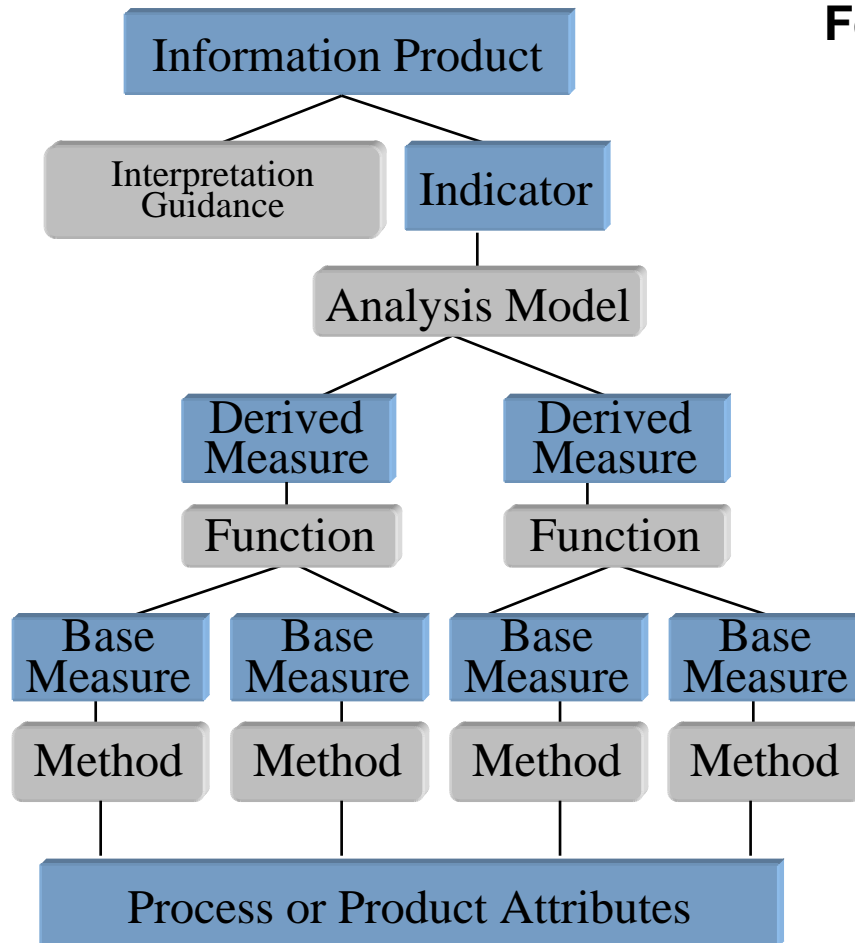 Information Product
Interpretation
Guidance
Indicator
Analysis Model
Derived
Measure
Derived
Measure
Function
Function
Base
Measure
Base
Measure
Base
Measure
Base
Measure
Method
Method
Method
Method
Process or Product Attributes